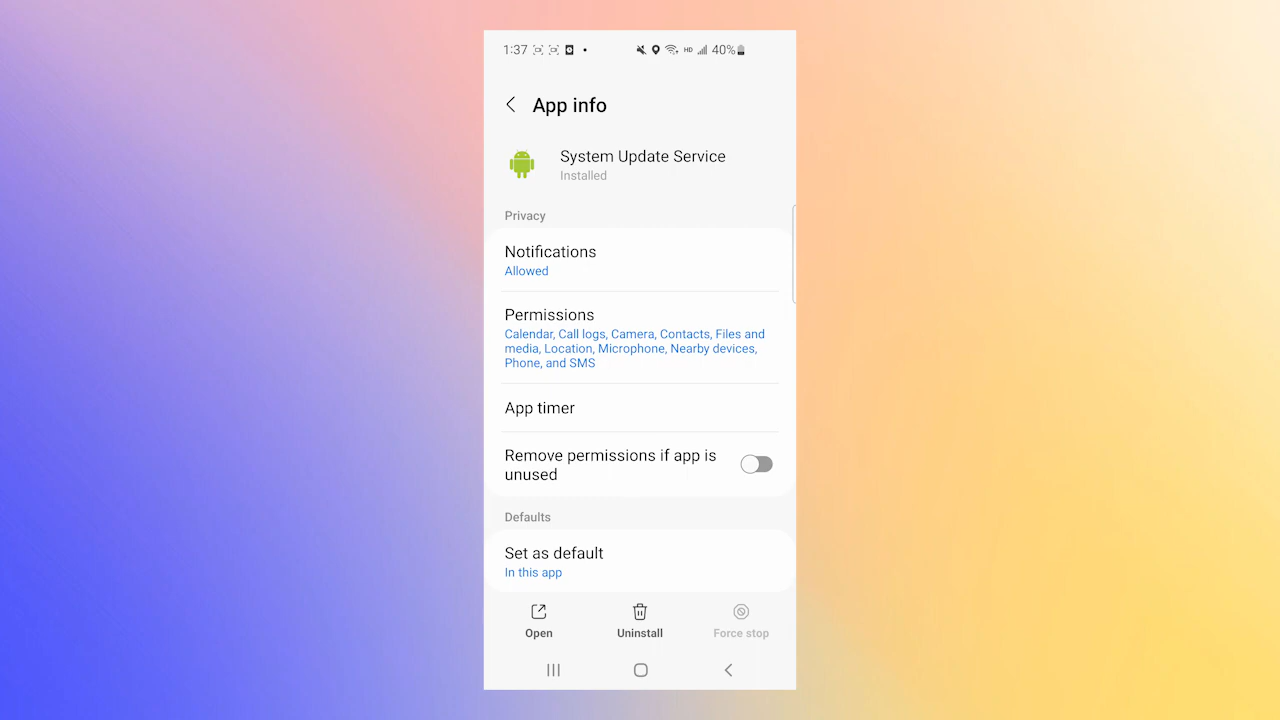 1:37 HD 40%
App info
System Update Service
Installed
Privacy
Notifications
Allowed
Permissions
Calendar, Call logs, Camera, Contacts, Files and
media, Location, Microphone, Nearby devices,
Phone, and SMS
App timer
Remove permissions if app is
unused
Defaults
Set as default
In this app
Open Uninstall Force stop